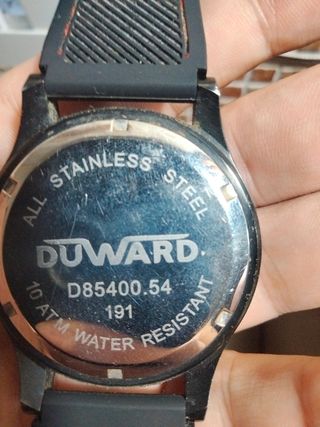 ALL STAINLESS STEEL
DUWARD
D85400.54
191
10 ATM WATER RESISTANT